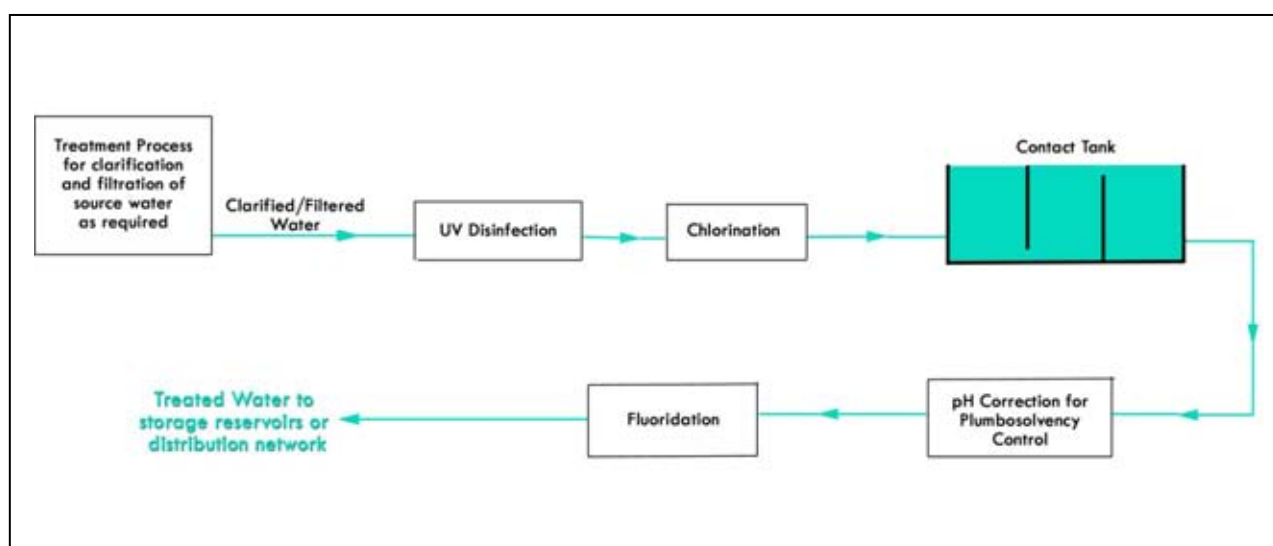 Treatment Process
for clarification
and filtration of
source water
as required
Clarified/Filtered
Water
UV Disinfection
Chlorination
Contact Tank
pH Correction for
Plumbosolvency
Control
Fluoridation
Treated Water to
storage reservoirs or
distribution network